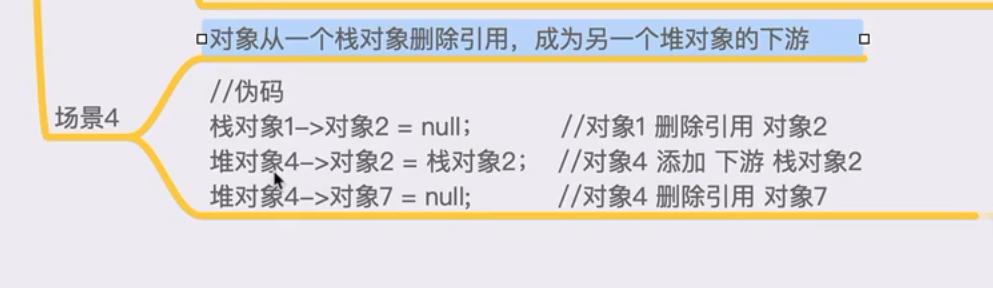 对象从一个栈对象删除引用，成为另一个堆对象的下游
场景4
//伪码
栈对象1->对象2 = null； //对象1 删除引用 对象2
堆对象4->对象2 = 栈对象2； //对象4 添加 下游 栈对象2
堆对象4->对象7 = null; //对象4 删除引用 对象7